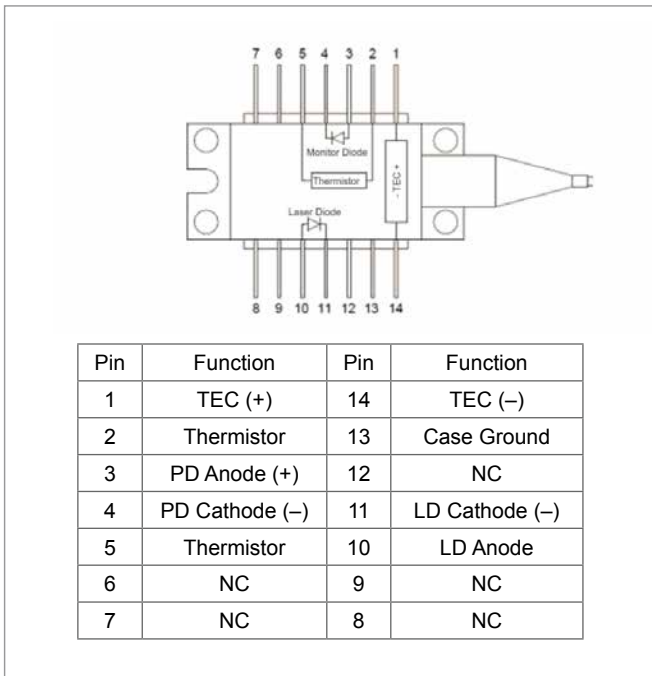 7 6 5 4 3 2 1
Monitor Diode
Thermistor
- TEC +
Laser Diode
8 9 10 11 12 13 14
Pin Function Pin Function
1 TEC (+) 14 TEC (–)
2 Thermistor 13 Case Ground
3 PD Anode (+) 12 NC
4 PD Cathode (–) 11 LD Cathode (–)
5 Thermistor 10 LD Anode
6 NC 9 NC
7 NC 8 NC